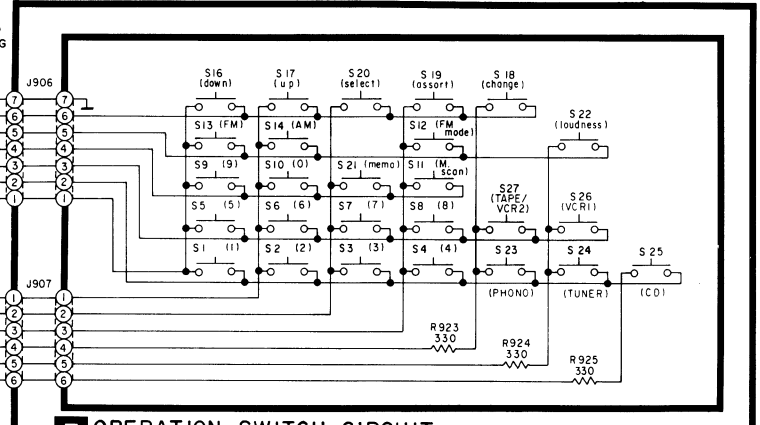 G
J906
7 7
6 6
5 5
4 4
3 3
2 2
1 1
S16 S17 S20 S19 S18
(down) (up) (select) (assort) (change)
S22
(loudness)
S13 (FM) S14 (AM) S12 (FM
mode)
S9 (9) S10 (0) S21 (memo) S11 (M.
scan)
S27
(TAPE/
VCR2)
S26
(VCR1)
S5 (5) S6 (6) S7 (7) S8 (8)
S1 (1) S2 (2) S3 (3) S4 (4) S23 S24 S25
(PHONO) (TUNER) (CD)
J907
1 1
2 2
3 3
4 4
5 5
6 6
R923
330
R924
330
R925
330
OPERATION SWITCH CIRCUIT